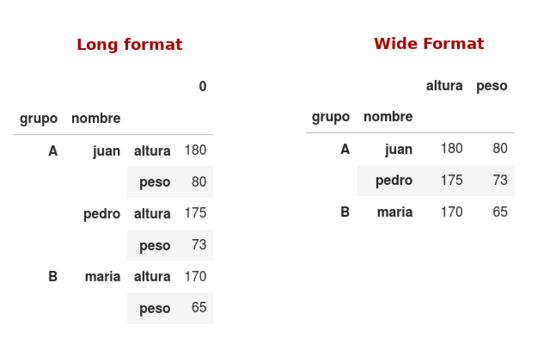 Long format
0
grupo nombre
A juan altura 180
peso 80
pedro altura 175
peso 73
B maria altura 170
peso 65
Wide Format
altura peso
grupo nombre
A juan 180 80
pedro 175 73
B maria 170 65